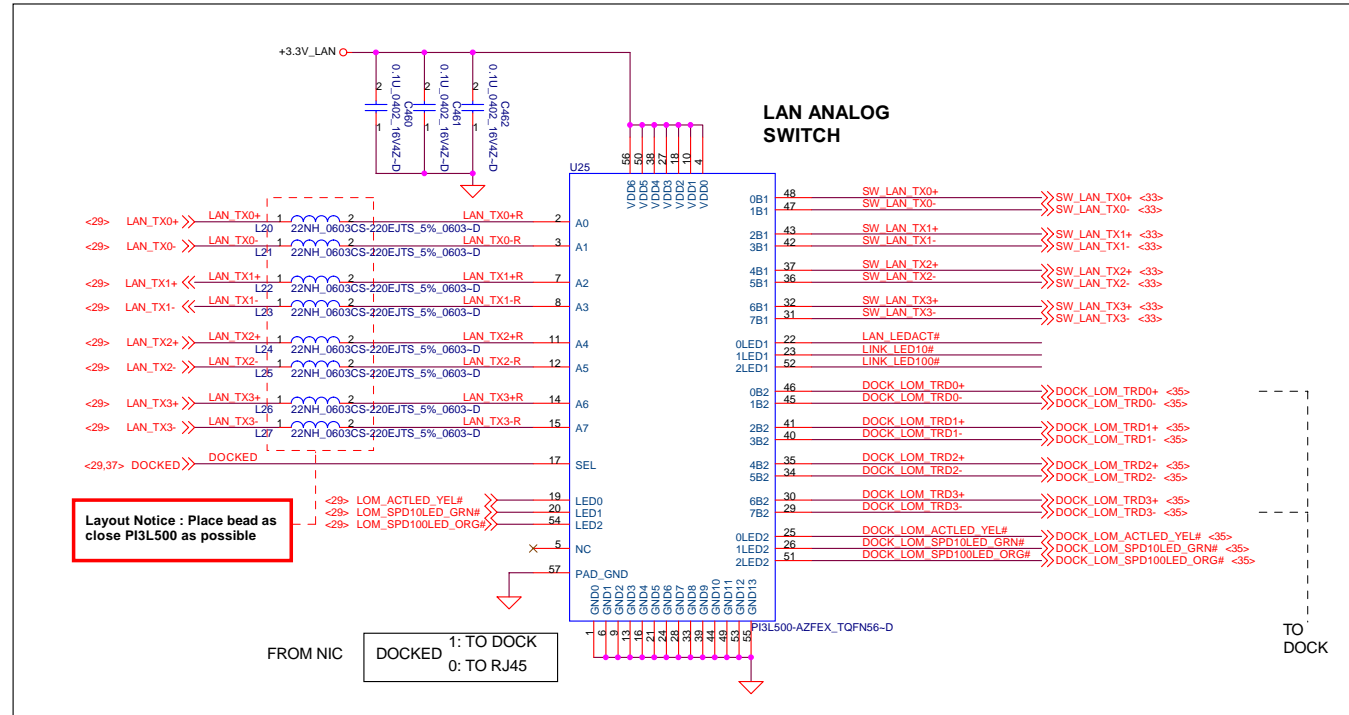 +3.3V_LAN
2 2 2
0.1U_0402_16V4Z~D
C460
0.1U_0402_16V4Z~D
C461
0.1U_0402_16V4Z~D
C462
1 1 1
LAN ANALOG
SWITCH
U25
56 50 38 27 18 10 4
VDD6 VDD5 VDD4 VDD3 VDD2 VDD1 VDD0
<29> LAN_TX0+ LAN_TX0+ 1 2 LAN_TX0+R 2 A0
L20 22NH_0603CS-220EJTS_5%_0603~D
<29> LAN_TX0- LAN_TX0- 1 2 LAN_TX0-R 3 A1
L21 22NH_0603CS-220EJTS_5%_0603~D
<29> LAN_TX1+ LAN_TX1+ 1 2 LAN_TX1+R 7 A2
L22 22NH_0603CS-220EJTS_5%_0603~D
<29> LAN_TX1- LAN_TX1- 1 2 LAN_TX1-R 8 A3
L23 22NH_0603CS-220EJTS_5%_0603~D
<29> LAN_TX2+ LAN_TX2+ 1 2 LAN_TX2+R 11 A4
L24 22NH_0603CS-220EJTS_5%_0603~D
<29> LAN_TX2- LAN_TX2- 1 2 LAN_TX2-R 12 A5
L25 22NH_0603CS-220EJTS_5%_0603~D
<29> LAN_TX3+ LAN_TX3+ 1 2 LAN_TX3+R 14 A6
L26 22NH_0603CS-220EJTS_5%_0603~D
<29> LAN_TX3- LAN_TX3- 1 2 LAN_TX3-R 15 A7
L27 22NH_0603CS-220EJTS_5%_0603~D
<29,37> DOCKED DOCKED 17 SEL
<29> LOM_ACTLED_YEL# 19 LED0
<29> LOM_SPD10LED_GRN# 20 LED1
<29> LOM_SPD100LED_ORG# 54 LED2
5 NC
57 PAD_GND
Layout Notice : Place bead as
close PI3L500 as possible
0B1 48 SW_LAN_TX0+ SW_LAN_TX0+ <33>
1B1 47 SW_LAN_TX0- SW_LAN_TX0- <33>
2B1 43 SW_LAN_TX1+ SW_LAN_TX1+ <33>
3B1 42 SW_LAN_TX1- SW_LAN_TX1- <33>
4B1 37 SW_LAN_TX2+ SW_LAN_TX2+ <33>
5B1 36 SW_LAN_TX2- SW_LAN_TX2- <33>
6B1 32 SW_LAN_TX3+ SW_LAN_TX3+ <33>
7B1 31 SW_LAN_TX3- SW_LAN_TX3- <33>
0LED1 22 LAN_LEDACT#
1LED1 23 LINK_LED10#
2LED1 52 LINK_LED100#
0B2 46 DOCK_LOM_TRD0+ DOCK_LOM_TRD0+ <35>
1B2 45 DOCK_LOM_TRD0- DOCK_LOM_TRD0- <35>
2B2 41 DOCK_LOM_TRD1+ DOCK_LOM_TRD1+ <35>
3B2 40 DOCK_LOM_TRD1- DOCK_LOM_TRD1- <35>
4B2 35 DOCK_LOM_TRD2+ DOCK_LOM_TRD2+ <35>
5B2 34 DOCK_LOM_TRD2- DOCK_LOM_TRD2- <35>
6B2 30 DOCK_LOM_TRD3+ DOCK_LOM_TRD3+ <35>
7B2 29 DOCK_LOM_TRD3- DOCK_LOM_TRD3- <35>
0LED2 25 DOCK_LOM_ACTLED_YEL# DOCK_LOM_ACTLED_YEL# <35>
1LED2 26 DOCK_LOM_SPD10LED_GRN# DOCK_LOM_SPD10LED_GRN# <35>
2LED2 51 DOCK_LOM_SPD100LED_ORG# DOCK_LOM_SPD100LED_ORG# <35>
GND0 GND1 GND2 GND3 GND4 GND5 GND6 GND7 GND8 GND9 GND10 GND11 GND12 GND13
1 6 9 13 16 21 24 28 33 39 44 49 53 55
PI3L500-AZFEX_TQFN56~D
TO
DOCK
FROM NIC
DOCKED
1: TO DOCK
0: TO RJ45